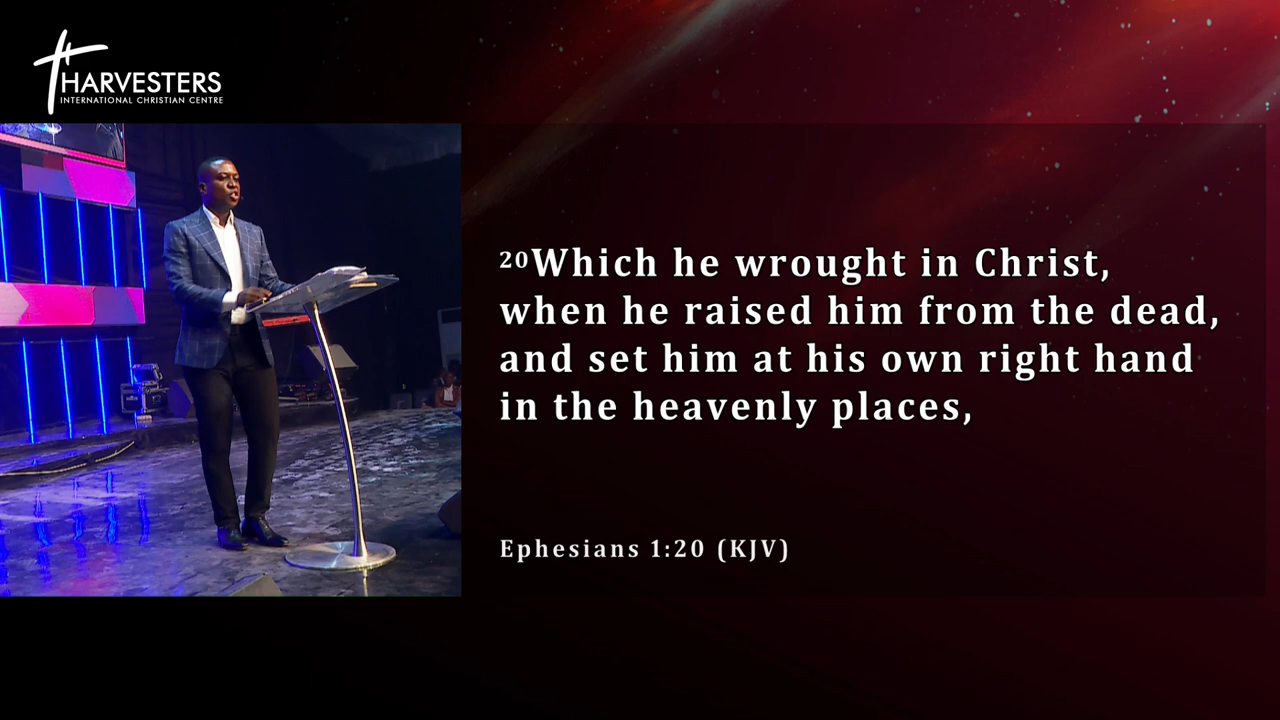 HARVESTERS
INTERNATIONAL CHRISTIAN CENTRE
20Which he wrought in Christ,
when he raised him from the dead,
and set him at his own right hand
in the heavenly places,
Ephesians 1:20 (KJV)